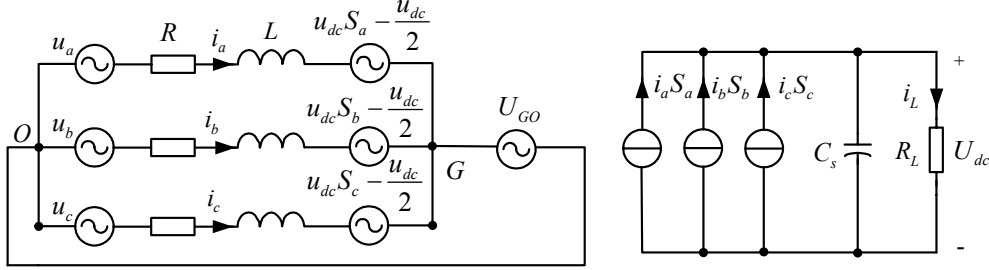 u_a R i_a L u_{dc}S_a - \frac{u_{dc}}{2}
O u_b i_b u_{dc}S_b - \frac{u_{dc}}{2} G U_{GO}
u_c i_c u_{dc}S_c - \frac{u_{dc}}{2}
i_aS_a i_bS_b i_cS_c i_L +
C_s R_L U_{dc}
-